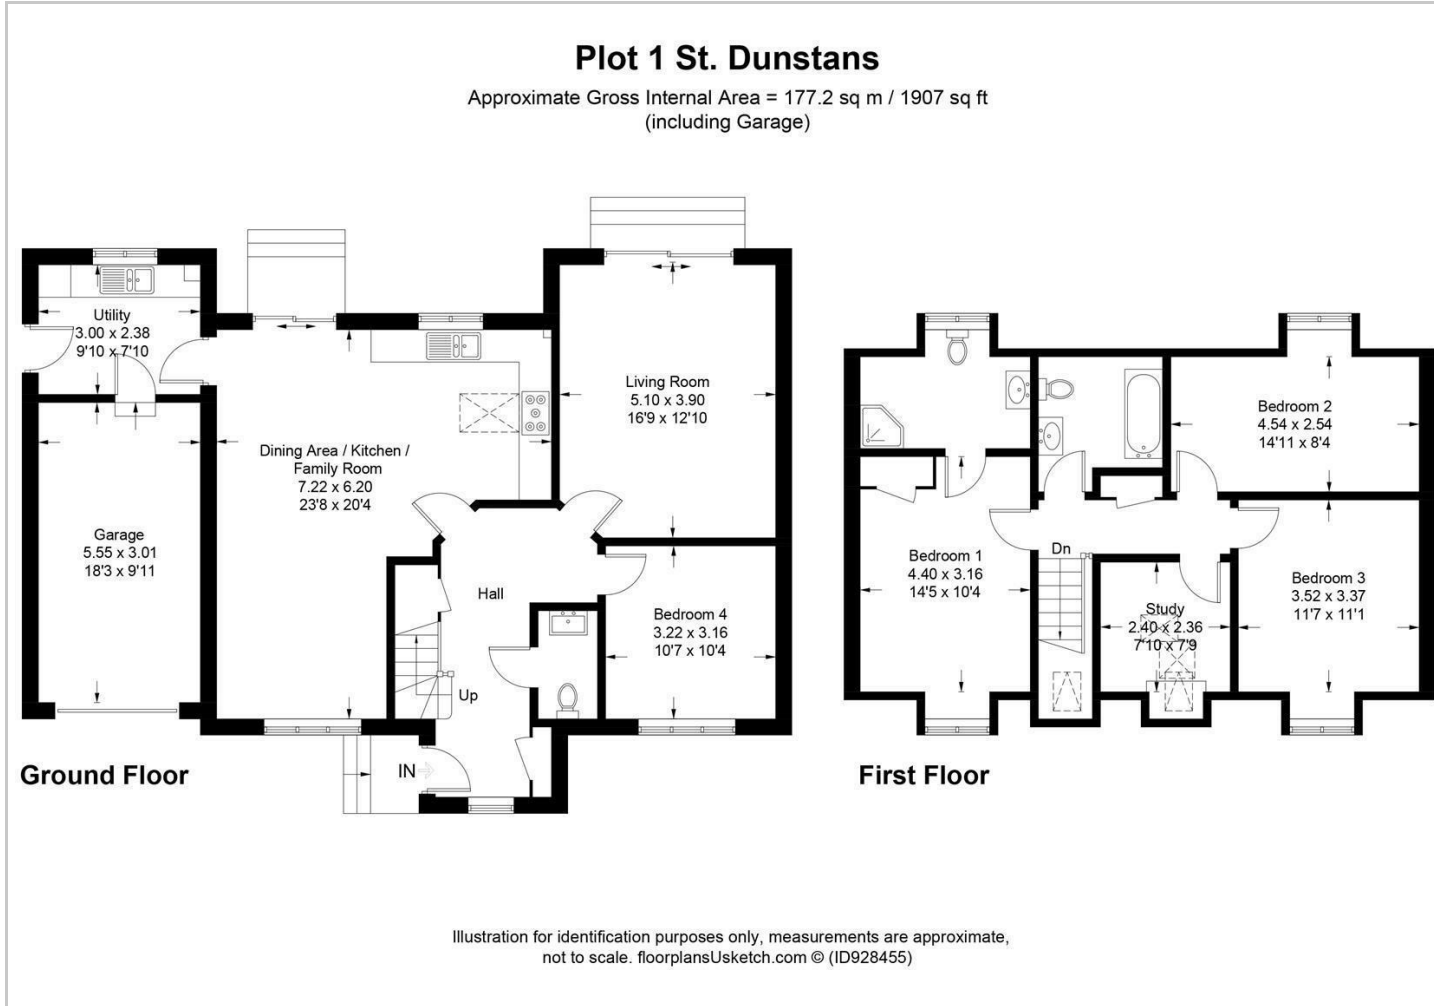 Plot 1 St. Dunstans
Approximate Gross Internal Area = 177.2 sq m / 1907 sq ft
(including Garage)
Utility
3.00 x 2.38
9'10 x 7'10
Dining Area / Kitchen /
Family Room
7.22 x 6.20
23'8 x 20'4
Living Room
5.10 x 3.90
16'9 x 12'10
Garage
5.55 x 3.01
18'3 x 9'11
Hall
Bedroom 4
3.22 x 3.16
10'7 x 10'4
Up
IN
Ground Floor
Bedroom 2
4.54 x 2.54
14'11 x 8'4
Bedroom 1
4.40 x 3.16
14'5 x 10'4
Dn
Study
2.40 x 2.36
7'10 x 7'9
Bedroom 3
3.52 x 3.37
11'7 x 11'1
First Floor
Illustration for identification purposes only, measurements are approximate,
not to scale. floorplansUsketch.com © (ID928455)